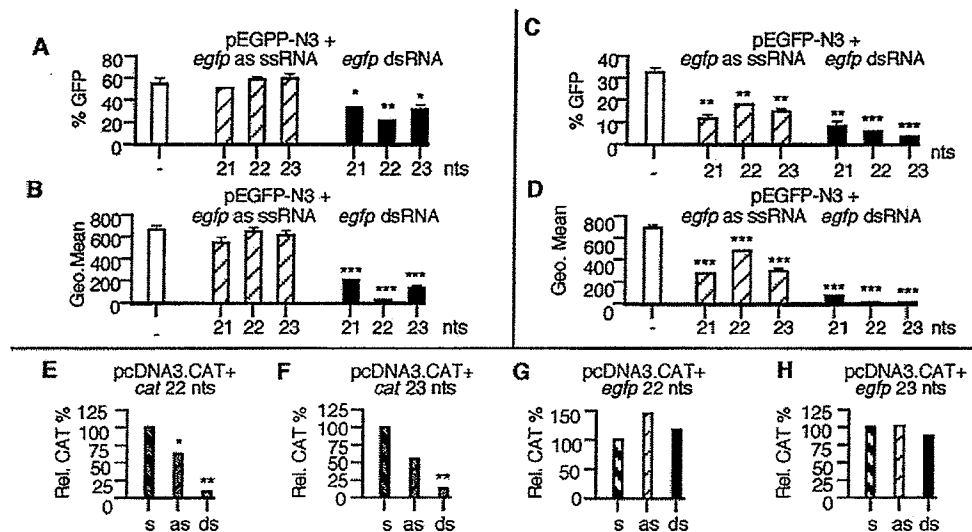 A
pEGPP-N3 +
egfp as ssRNA egfp dsRNA
% GFP
80
60
40
20
0
* ** *
- 21 22 23 21 22 23 nts
B
pEGFP-N3 +
egfp as ssRNA egfp dsRNA
Geo.Mean
800
600
400
200
0
*** *** ***
- 21 22 23 21 22 23 nts
C
pEGFP-N3 +
egfp as ssRNA egfp dsRNA
% GFP
40
30
20
10
0
** ** ** ** *** ***
- 21 22 23 21 22 23 nts
D
pEGFP-N3 +
egfp as ssRNA egfp dsRNA
Geo.Mean
800
600
400
200
0
*** *** *** *** *** ***
- 21 22 23 21 22 23 nts
E
pcDNA3.CAT+
cat 22 nts
Rel. CAT %
125
100
75
50
25
0
* **
s as ds
F
pcDNA3.CAT+
cat 23 nts
Rel. CAT %
125
100
75
50
25
0
**
s as ds
G
pcDNA3.CAT+
egfp 22 nts
Rel. CAT %
150
100
50
0
s as ds
H
pcDNA3.CAT+
egfp 23 nts
Rel. CAT %
125
100
75
50
25
0
s as ds